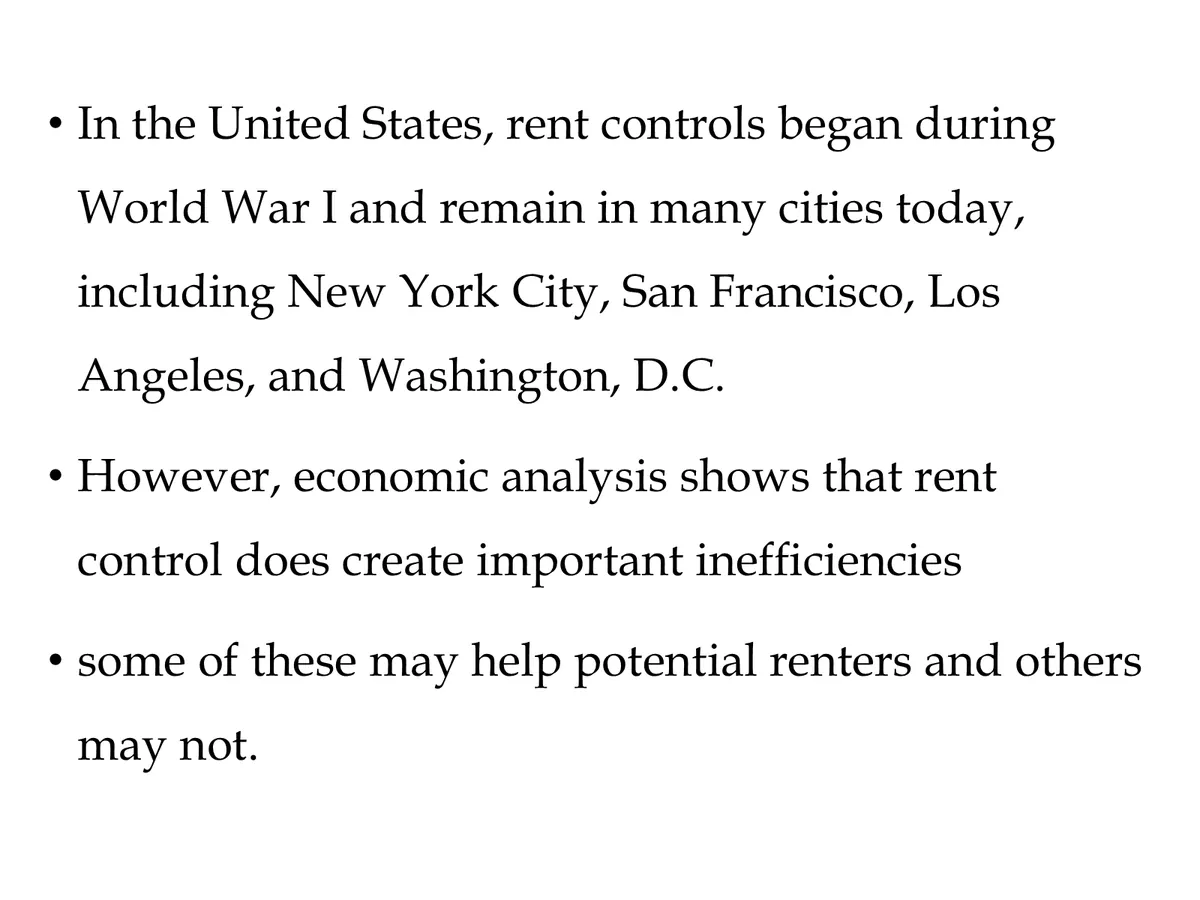 • In the United States, rent controls began during
World War I and remain in many cities today,
including New York City, San Francisco, Los
Angeles, and Washington, D.C.
• However, economic analysis shows that rent
control does create important inefficiencies
• some of these may help potential renters and others
may not.